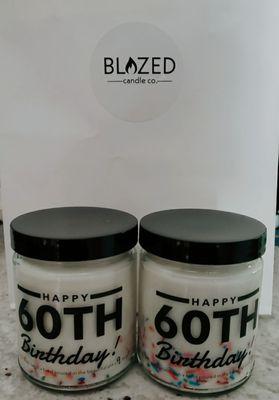 BLAZED
candle co.
HAPPY
60TH
Birthday!
HAPPY
60TH
Birthday!